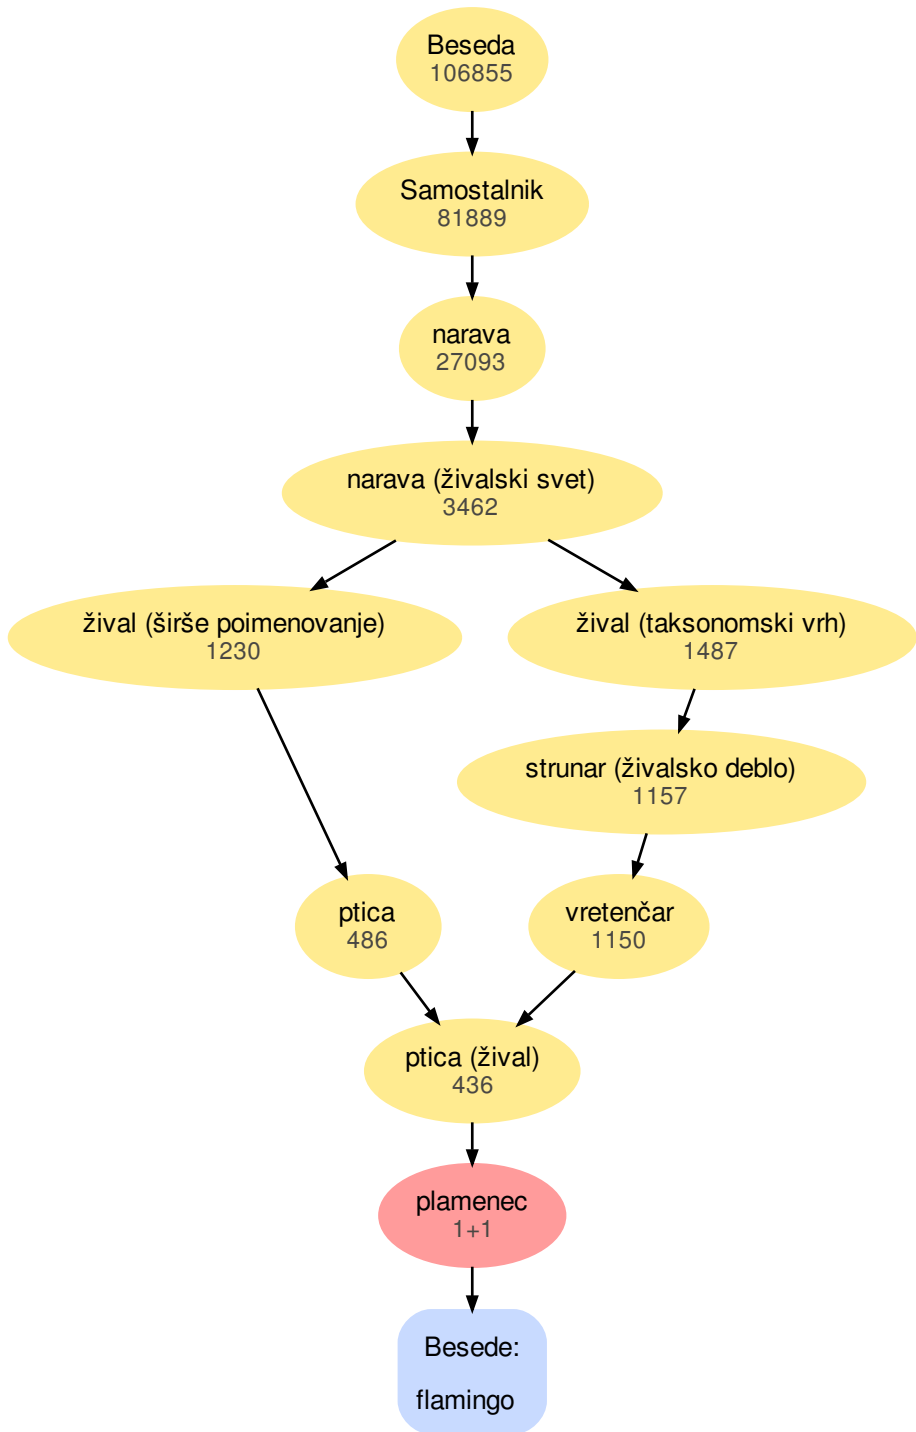 Beseda
106855
Samostalnik
81889
narava
27093
narava (živalski svet)
3462
žival (širše poimenovanje)
1230
žival (taksonomski vrh)
1487
strunar (živalsko deblo)
1157
ptica
486
vretenčar
1150
ptica (žival)
436
plamenec
1+1
Besede:
flamingo